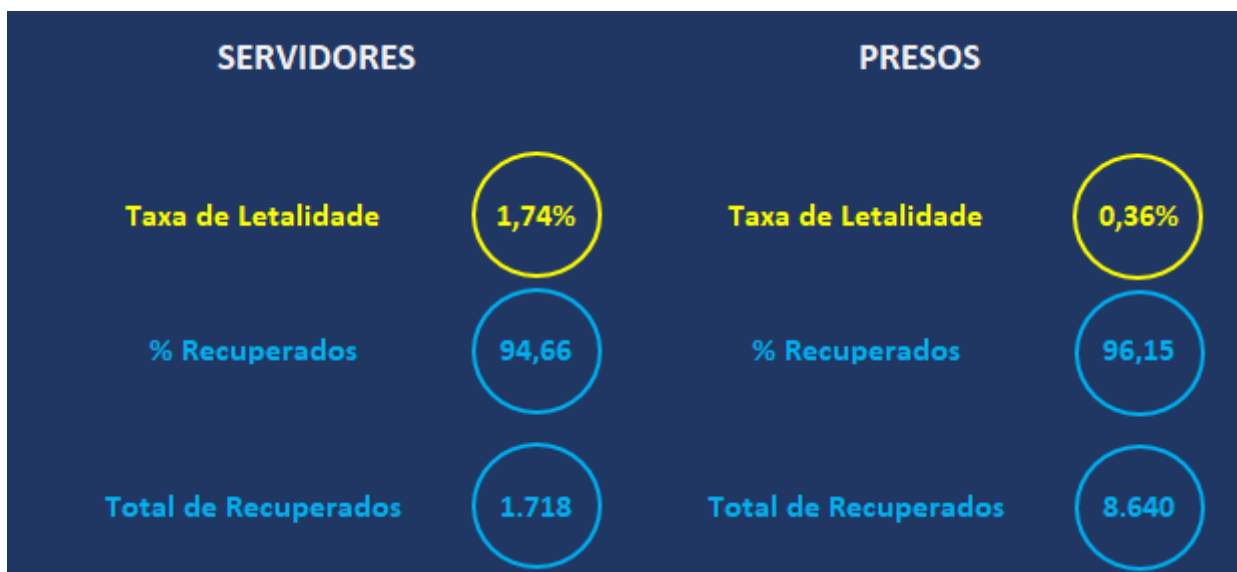 SERVIDORES
PRESOS
Taxa de Letalidade
1,74%
Taxa de Letalidade
0,36%
% Recuperados
94,66
% Recuperados
96,15
Total de Recuperados
1.718
Total de Recuperados
8.640